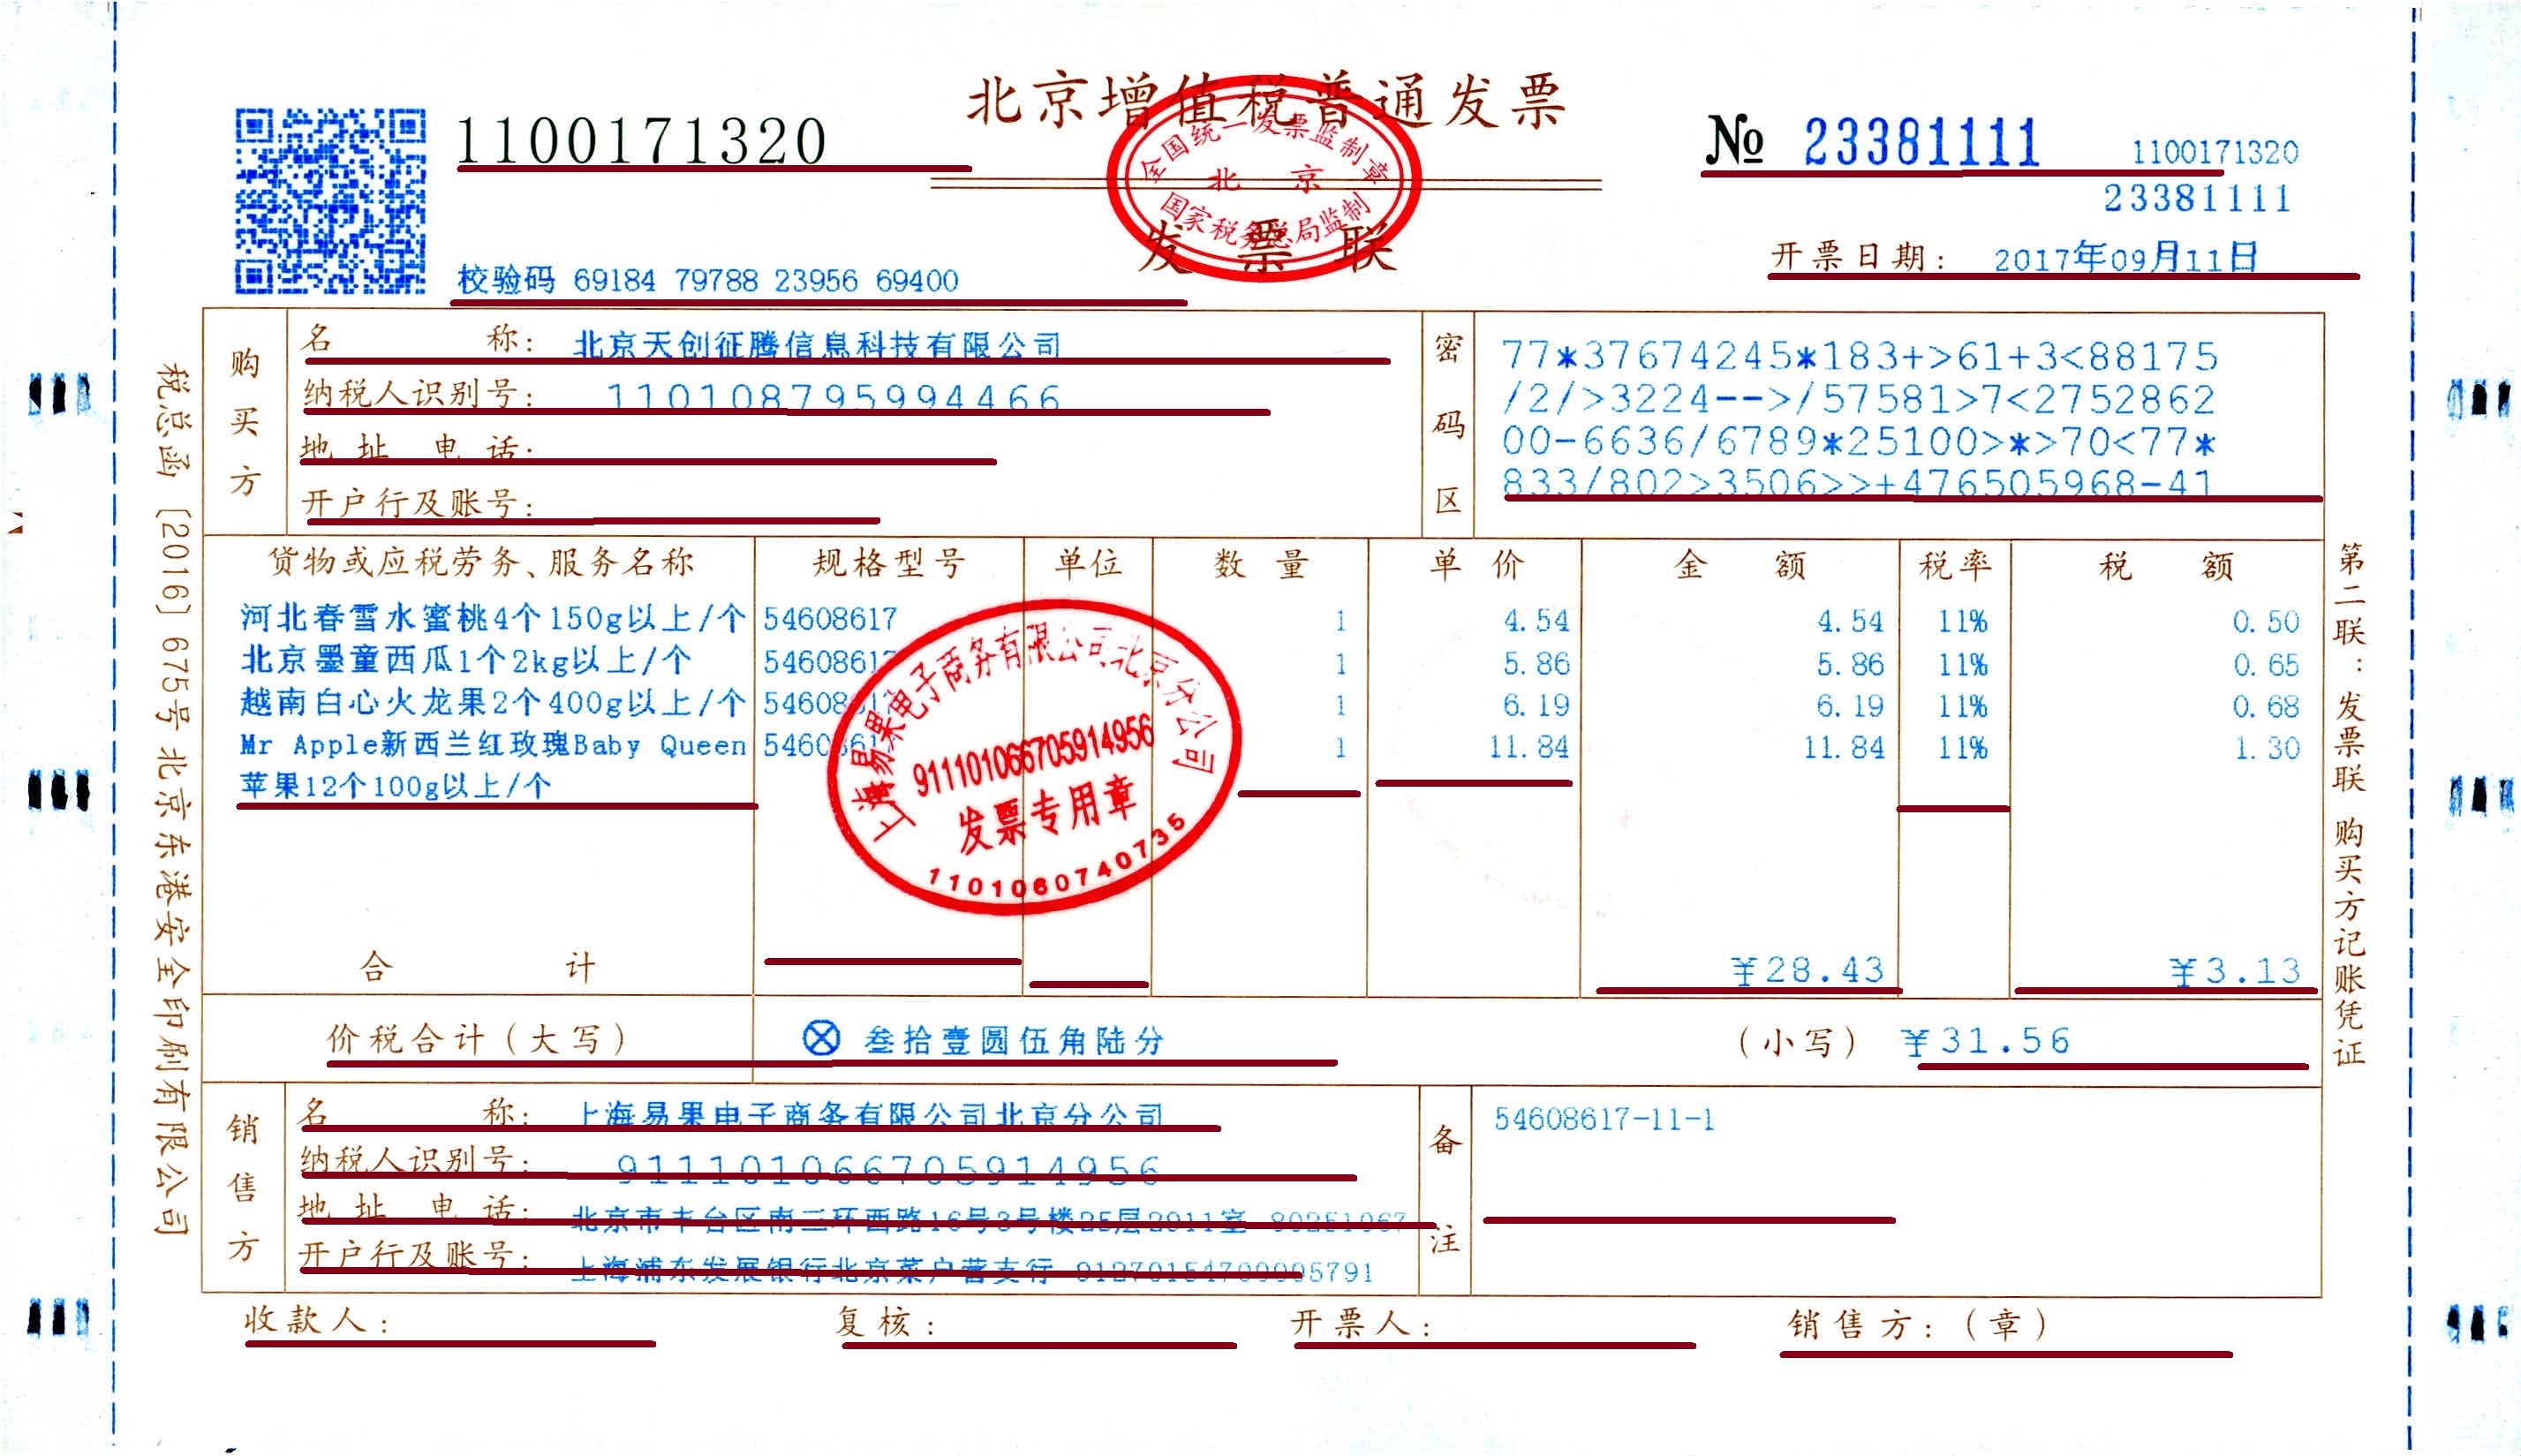 北京增值税普通发票
1100171320
№ 23381111
1100171320
23381111
全国统一发票监制章
北京
国家税务总局监制
发票联
校验码 69184 79788 23956 69400
开票日期: 2017年09月11日
购买方
名称: 北京天创征腾信息科技有限公司
纳税人识别号: 110108795994466
地址 电话:
开户行及账号:
密码区
77*37674245*183+>61+3<88175
/2/>3224-->/57581>7<2752862
00-6636/6789*25100>*>70<77*
833/802>3506>>+476505968-41
货物或应税劳务、服务名称 规格型号 单位 数量 单价 金额 税率 税额
河北春雪水蜜桃4个150g以上/个 54608617 1 4.54 4.54 11% 0.50
北京墨童西瓜1个2kg以上/个 54608617 1 5.86 5.86 11% 0.65
越南白心火龙果2个400g以上/个 54608617 1 6.19 6.19 11% 0.68
Mr Apple新西兰红玫瑰Baby Queen 54608617 1 11.84 11.84 11% 1.30
苹果12个100g以上/个
上海易果电子商务有限公司北京分公司
911101066705914956
发票专用章
1101060740735
合计 ¥28.43 ¥3.13
价税合计(大写) ⊗ 叁拾壹圆伍角陆分 (小写) ¥31.56
销售方
名称: 上海易果电子商务有限公司北京分公司
纳税人识别号: 911101066705914956
地址 电话: 北京市丰台区南三环西路16号3号楼25层2911室
开户行及账号: 上海浦东发展银行北京菜户营支行
备注
54608617-11-1
收款人: 复核: 开票人: 销售方:(章)
税总函〔2016〕675号北京东港安全印刷有限公司
第二联:发票联 购买方记账凭证